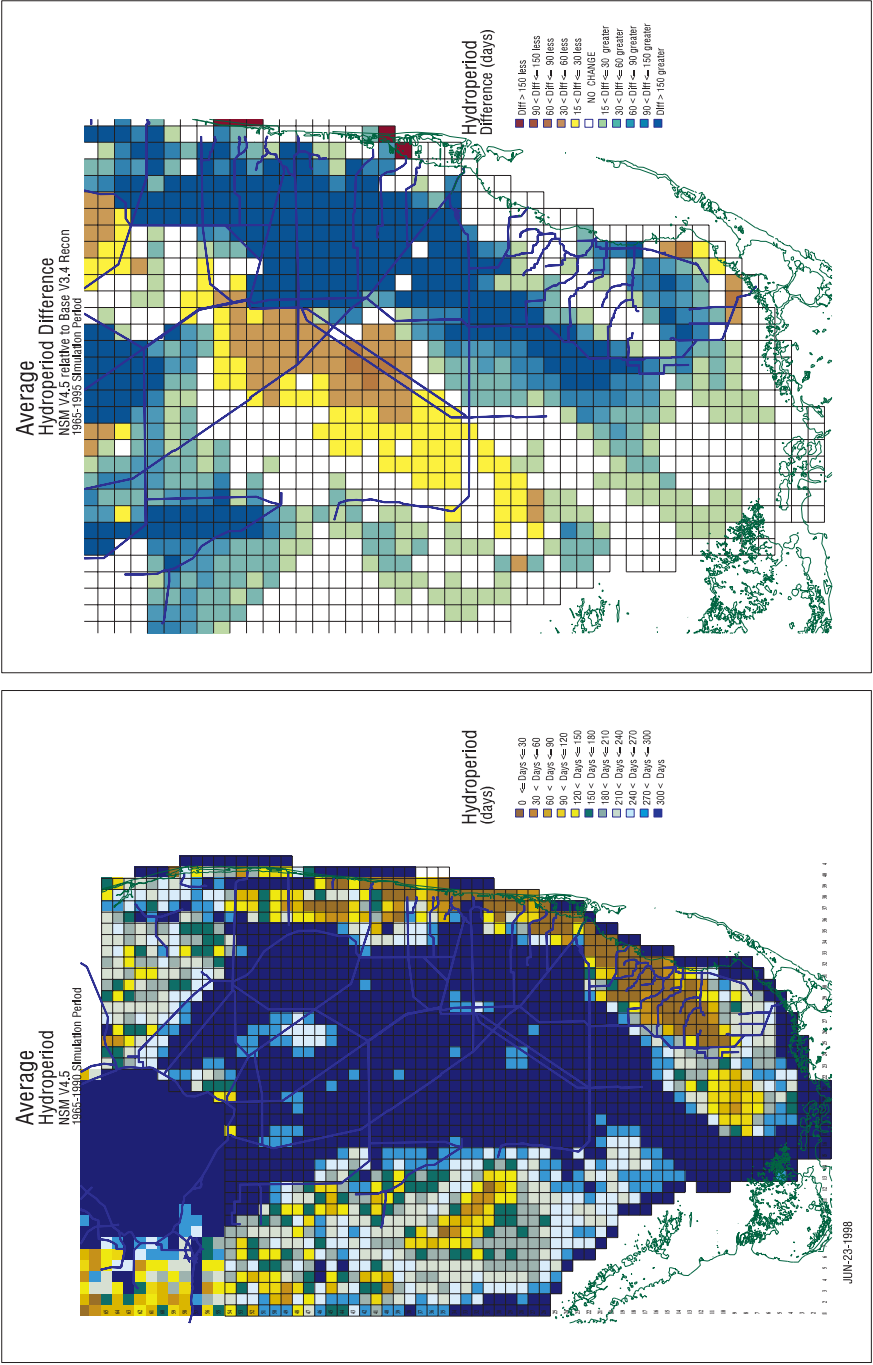 Average
Hydroperiod Difference
NSM V4.5 relative to Base V3.4 Recon
1965-1995 Simulation Period
Hydroperiod
Difference (days)
Diff > 150 less
90 < Diff <= 150 less
60 < Diff <= 90 less
30 < Diff <= 60 less
15 < Diff <= 30 less
NO CHANGE
15 < Diff <= 30 greater
30 < Diff <= 60 greater
60 < Diff <= 90 greater
90 < Diff <= 150 greater
Diff > 150 greater
Average
Hydroperiod
NSM V4.5
1965-1990 Simulation Period
Hydroperiod
(days)
0 <= Days <= 30
30 < Days <= 60
60 < Days <= 90
90 < Days <= 120
120 < Days <= 150
150 < Days <= 180
180 < Days <= 210
210 < Days <= 240
240 < Days <= 270
270 < Days <= 300
300 < Days
JUN-23-1998